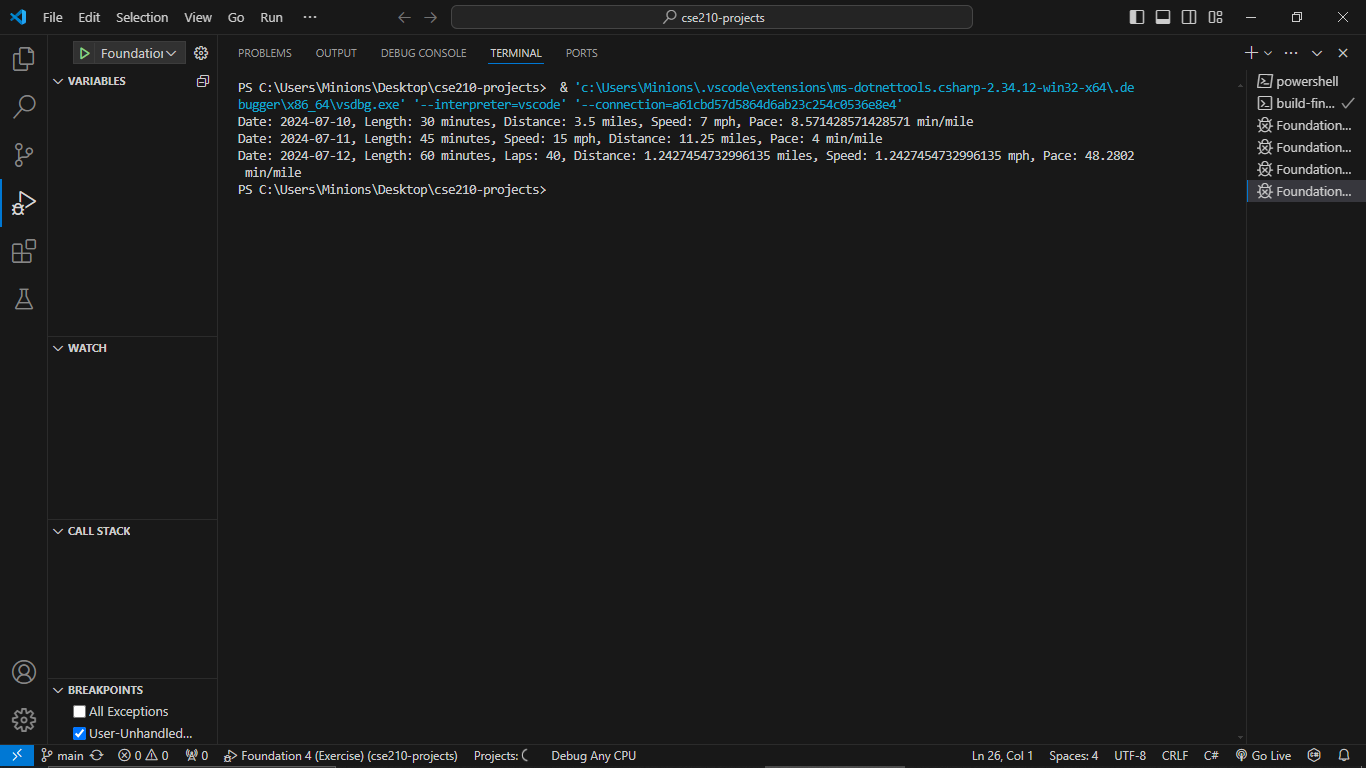 File Edit Selection View Go Run ···
cse210-projects
Foundation
VARIABLES
WATCH
CALL STACK
BREAKPOINTS
All Exceptions
User-Unhandled...
PROBLEMS OUTPUT DEBUG CONSOLE TERMINAL PORTS
PS C:\Users\Minions\Desktop\cse210-projects>  & 'c:\Users\Minions\.vscode\extensions\ms-dotnettools.csharp-2.34.12-win32-x64\.de
bugger\x86_64\vsdbg.exe' '--interpreter=vscode' '--connection=a61cbd57d5864d6ab23c254c0536e8e4'
Date: 2024-07-10, Length: 30 minutes, Distance: 3.5 miles, Speed: 7 mph, Pace: 8.571428571428571 min/mile
Date: 2024-07-11, Length: 45 minutes, Speed: 15 mph, Distance: 11.25 miles, Pace: 4 min/mile
Date: 2024-07-12, Length: 60 minutes, Laps: 40, Distance: 1.2427454732996135 miles, Speed: 1.2427454732996135 mph, Pace: 48.2802
 min/mile
PS C:\Users\Minions\Desktop\cse210-projects>
powershell
build-fin...
Foundation...
Foundation...
Foundation...
Foundation...
main 0 0 0 Foundation 4 (Exercise) (cse210-projects) Projects: Debug Any CPU Ln 26, Col 1 Spaces: 4 UTF-8 CRLF C# Go Live